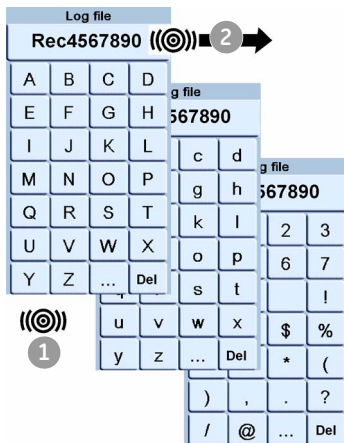 Log file
Rec4567890
2
A B C D
E F G H
I J K L
M N O P
Q R S T
U V W X
Y Z ... Del
1
g file
567890
c d
g h
k l
o p
s t
u v w x
y z ... Del
g file
567890
2 3
6 7
!
$ %
* (
) , . ?
/ @ ... Del